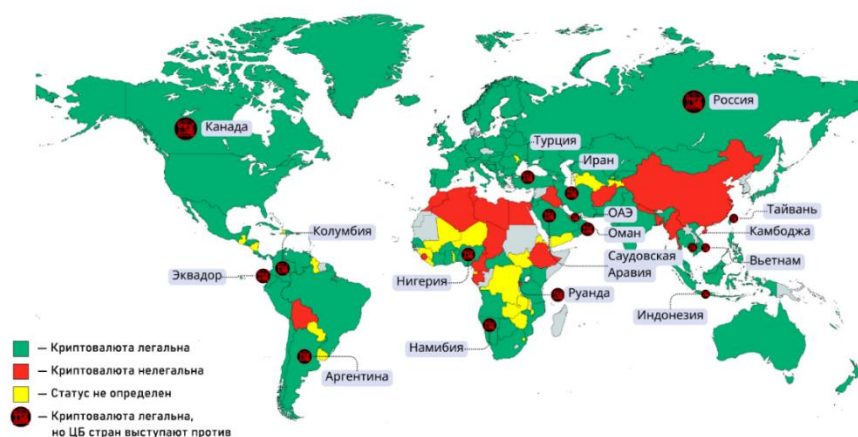 Россия
Канада
Турция
Иран
Тайвань
ОАЭ
Камбоджа
Колумбия
Оман
Вьетнам
Саудовская
Аравия
Эквадор
Нигерия
Руанда
Индонезия
Намибия
Аргентина
— Криптовалюта легальна
— Криптовалюта нелегальна
— Статус не определен
— Криптовалюта легальна,
но ЦБ стран выступают против